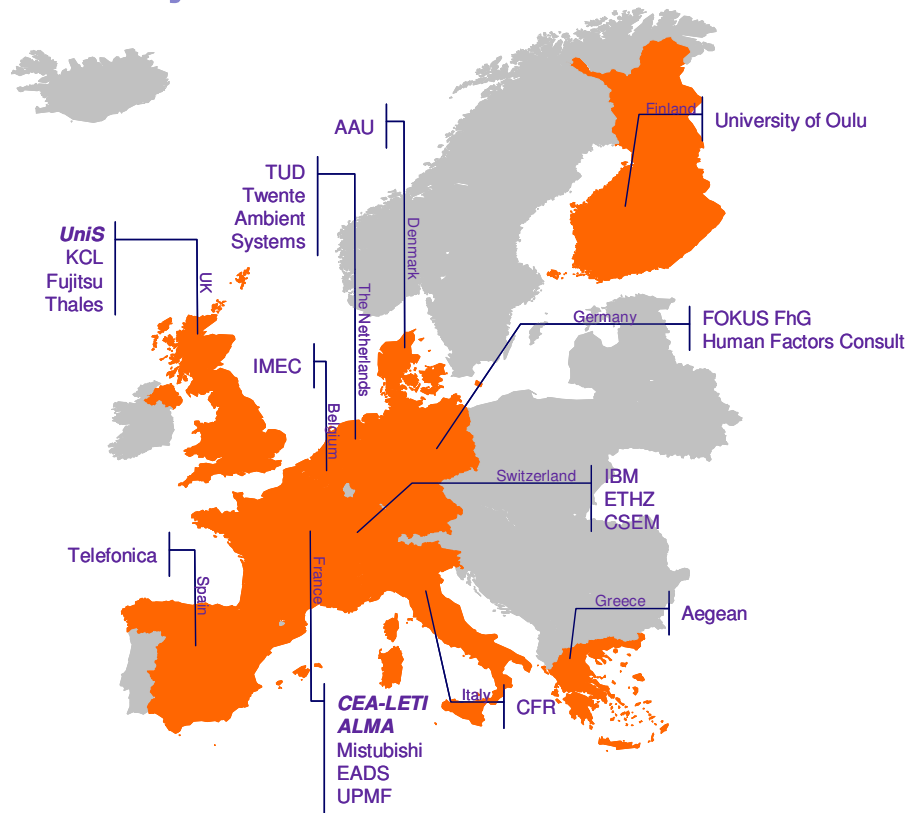 Finland
University of Oulu
AAU
Denmark
TUD
Twente
Ambient
Systems
The Netherlands
UniS
KCL
Fujitsu
Thales
UK
Germany
FOKUS FhG
Human Factors Consult
IMEC
Belgium
Switzerland
IBM
ETHZ
CSEM
Telefonica
Spain
France
Greece
Aegean
CEA-LETI
ALMA
Mistubishi
EADS
UPMF
Italy
CFR